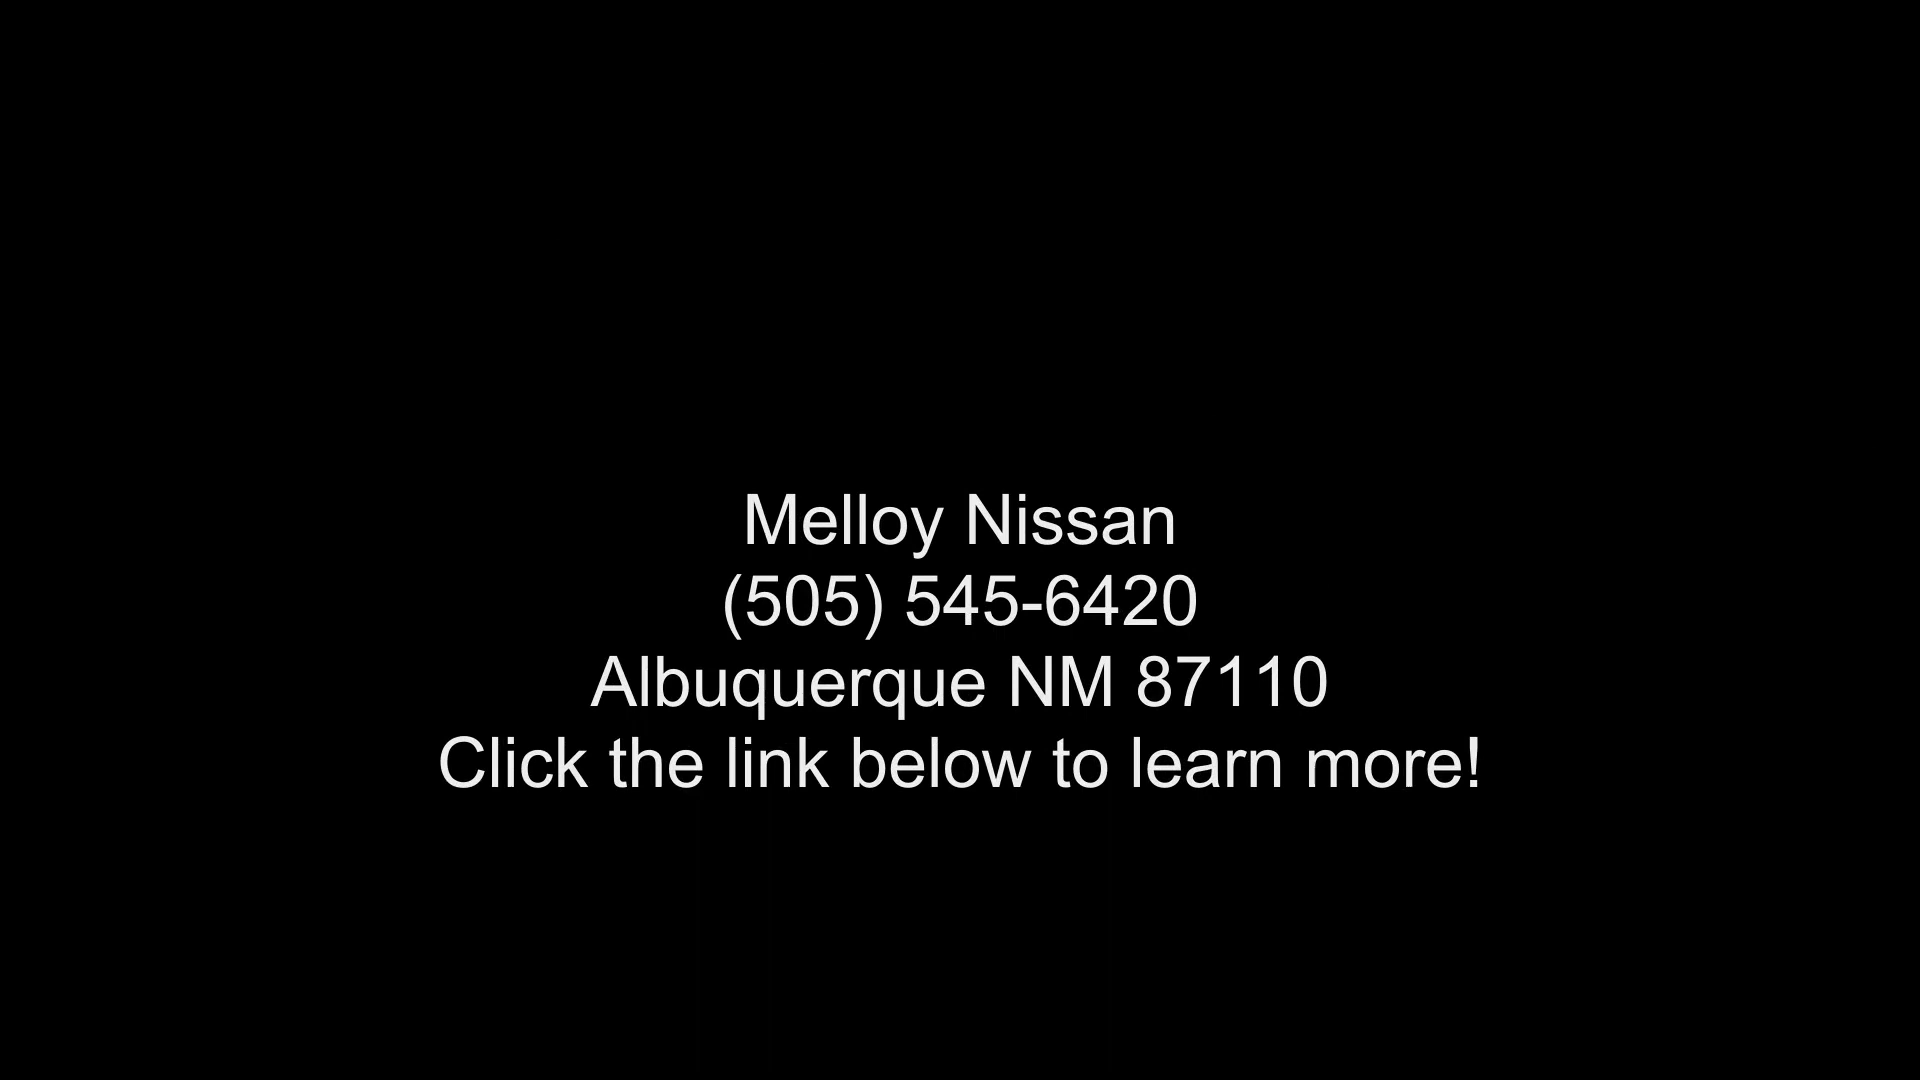 Melloy Nissan
(505) 545-6420
Albuquerque NM 87110
Click the link below to learn more!